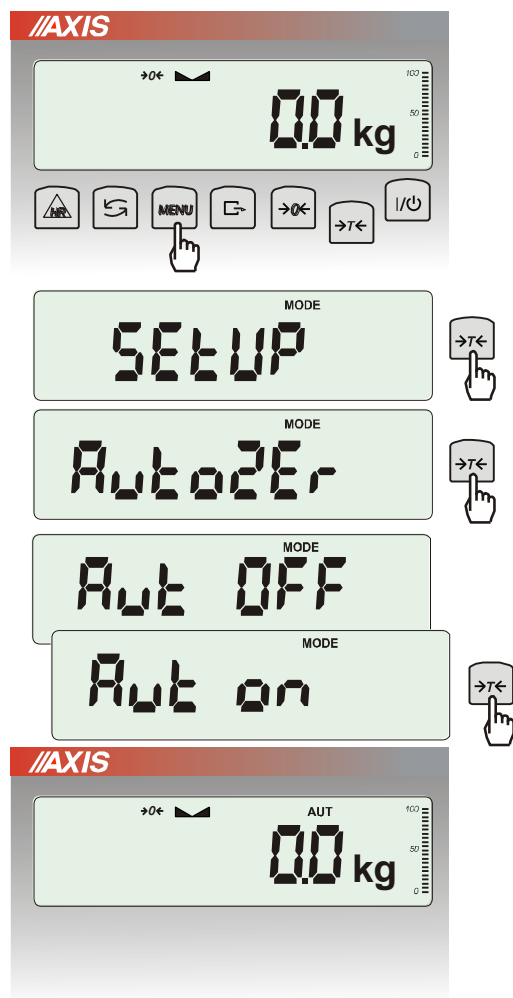 //AXIS
→0← 100
50
0.0 kg
0
HR MENU →0← →T← I/⏻
MODE
SEtUP →T←
MODE
AutoZEr →T←
MODE
Aut OFF
MODE
Aut on →T←
//AXIS
→0← AUT 100
50
0.0 kg
0